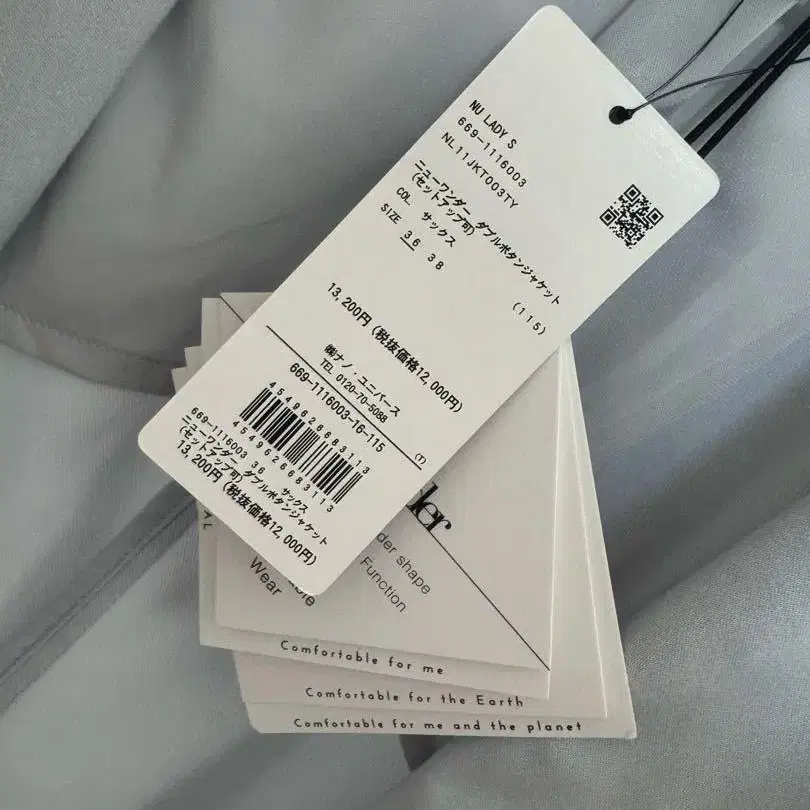 NU LADY S
669-1116003
NL11JKT003TY
ニューワンダー ダブルボタンジャケット
(セットアップ可)
COL サックス (115)
SIZE 36 38
13,200円(税抜価格12,000円)
㈱ナノ・ユニバース
TEL 0120-70-5088
669-1116003-16-115 (T)
4549626683113
4549626683113
669-1116003 36 サックス
ニューワンダー ダブルボタンジャケット
(セットアップ可)
13,200円(税抜価格12,000円)
der shape
Function
Wear
Comfortable for me
Comfortable for the Earth
Comfortable for me and the planet